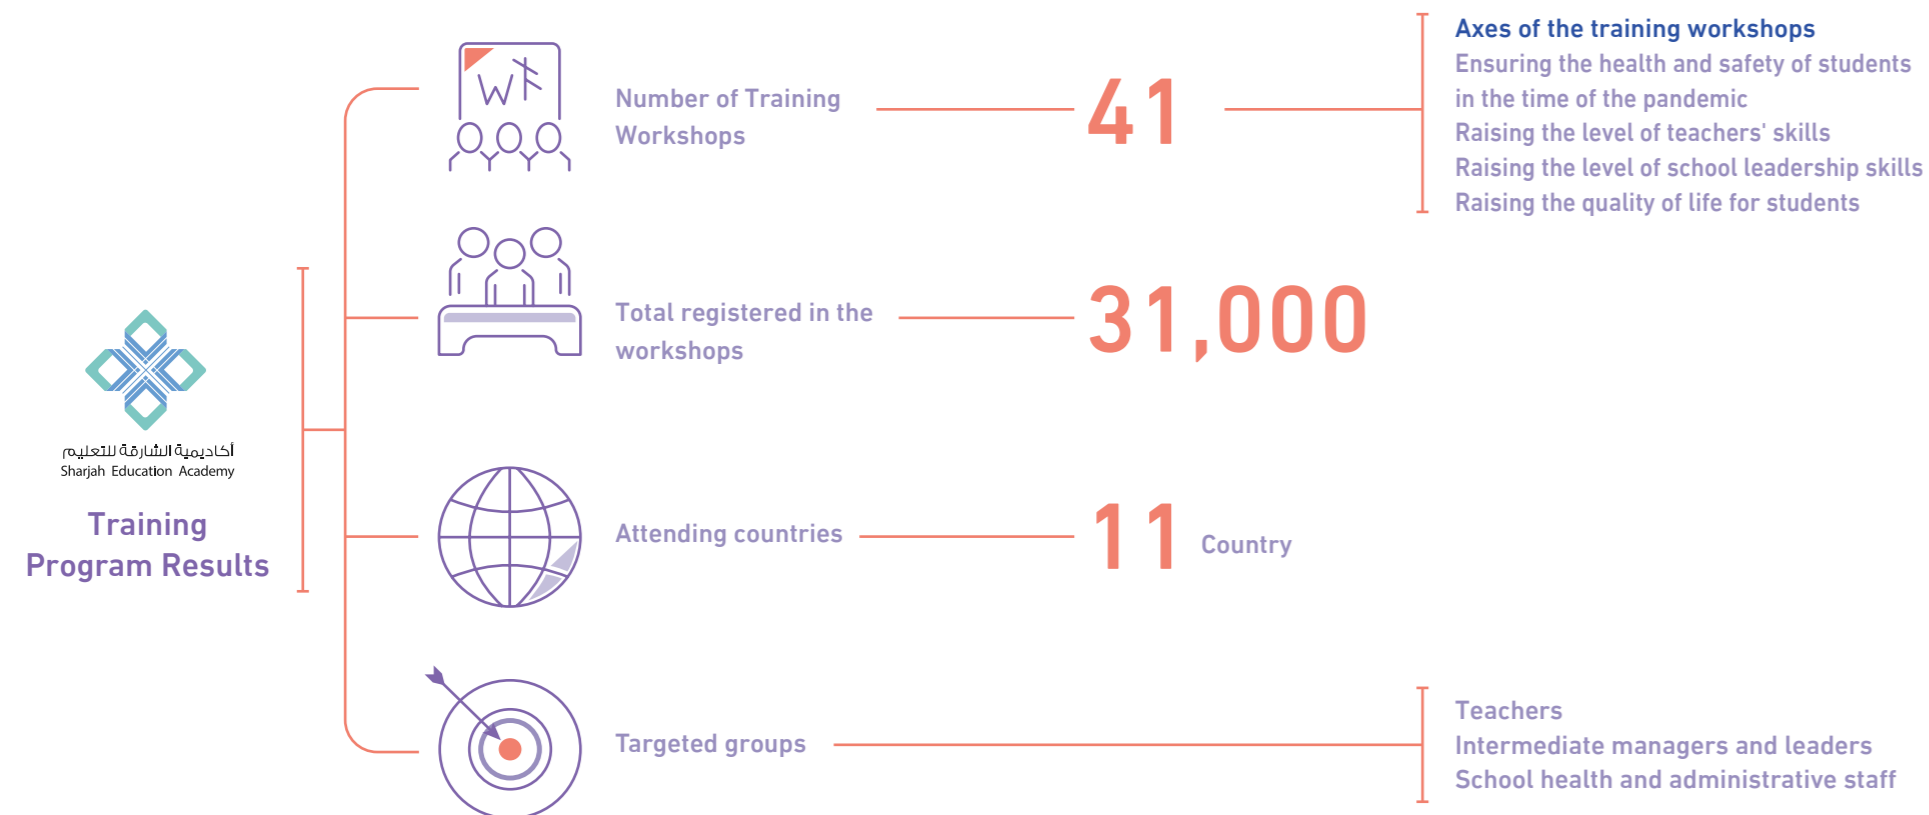 أكاديمية الشارقة للتعليم
Sharjah Education Academy
Training
Program Results
Number of Training
Workshops
41
Axes of the training workshops
Ensuring the health and safety of students
in the time of the pandemic
Raising the level of teachers' skills
Raising the level of school leadership skills
Raising the quality of life for students
Total registered in the
workshops
31,000
Attending countries
11 Country
Targeted groups
Teachers
Intermediate managers and leaders
School health and administrative staff